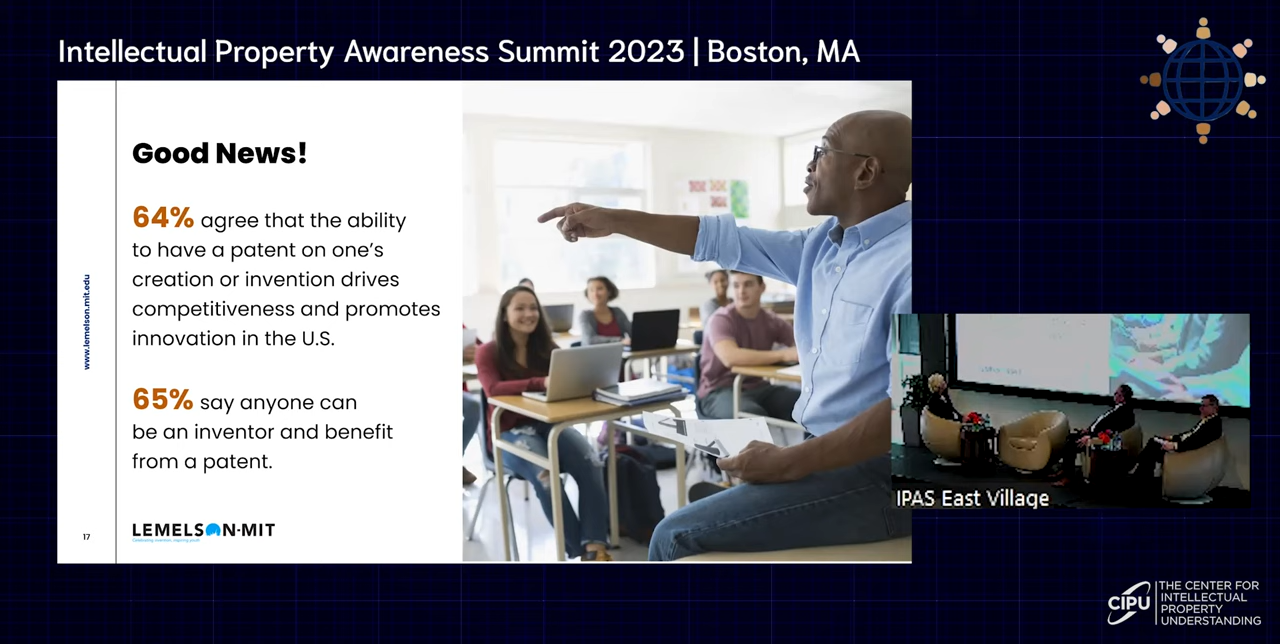 Intellectual Property Awareness Summit 2023 | Boston, MA
Good News!
64% agree that the ability
to have a patent on one’s
creation or invention drives
competitiveness and promotes
innovation in the U.S.
65% say anyone can
be an inventor and benefit
from a patent.
www.lemelson.mit.edu
17
LEMELSON-MIT
IPAS East Village
CIPU
THE CENTER FOR
INTELLECTUAL
PROPERTY
UNDERSTANDING